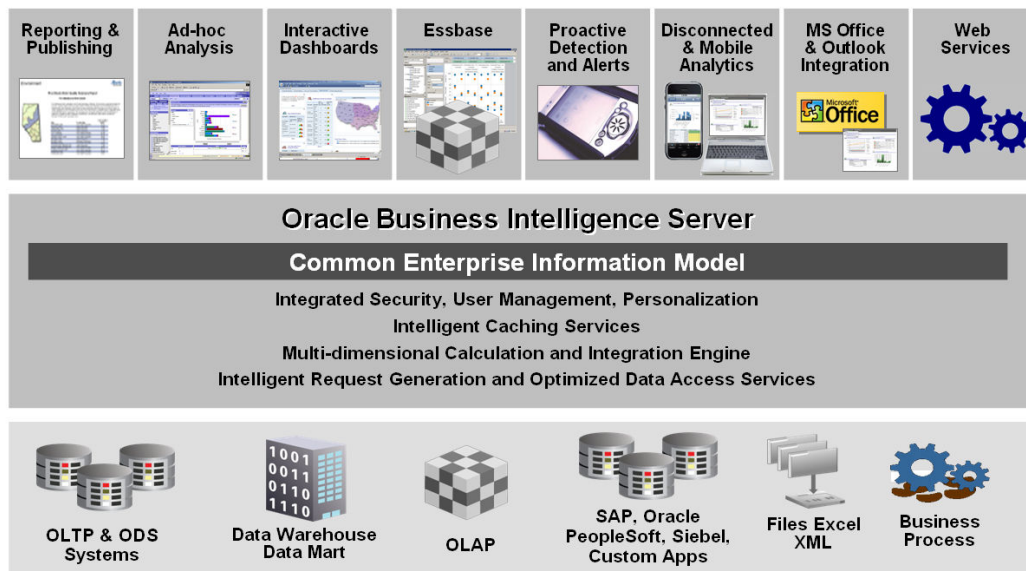 Reporting &
Publishing
Ad-hoc
Analysis
Interactive
Dashboards
Essbase
Proactive
Detection
and Alerts
Disconnected
& Mobile
Analytics
MS Office
& Outlook
Integration
Microsoft
Office
Web
Services
Oracle Business Intelligence Server
Common Enterprise Information Model
Integrated Security, User Management, Personalization
Intelligent Caching Services
Multi-dimensional Calculation and Integration Engine
Intelligent Request Generation and Optimized Data Access Services
1001
0011
0110
1110
OLTP & ODS
Systems
Data Warehouse
Data Mart
OLAP
SAP, Oracle
PeopleSoft, Siebel,
Custom Apps
Files Excel
XML
Business
Process